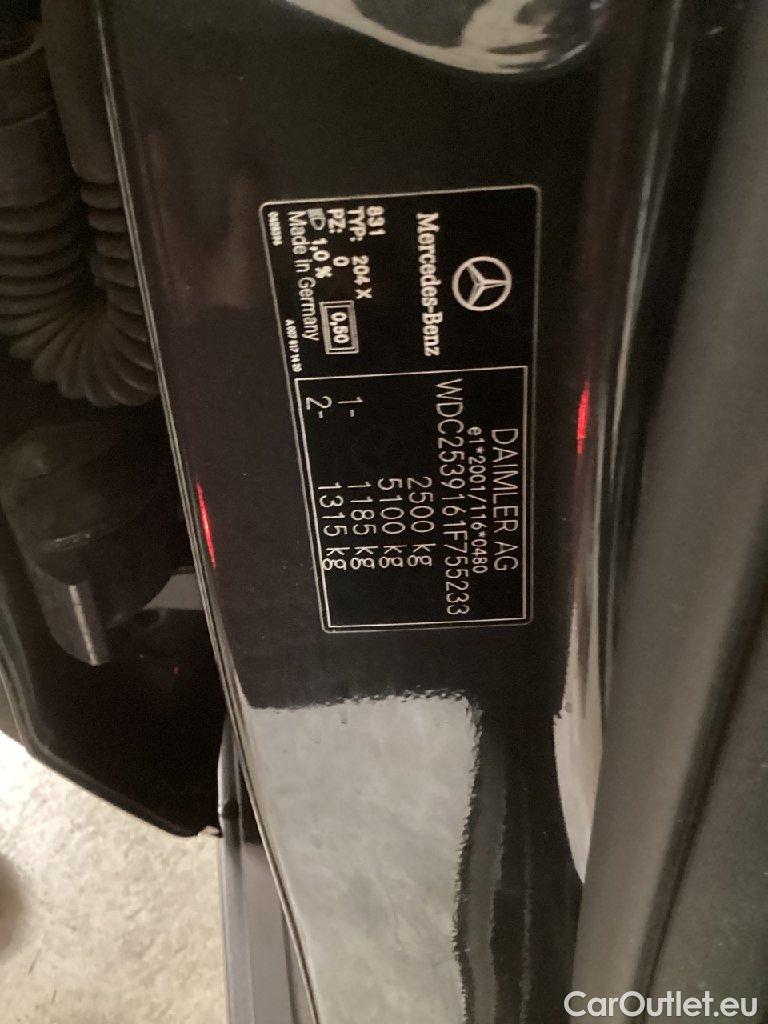 Mercedes-Benz
831
TYP: 204 X
PZ: 0
0,50
1,0 %
Made in Germany
DAIMLER AG
e1*2001/116*0480
WDC2539161F755233
2500 kg
5100 kg
1- 1185 kg
2- 1315 kg
CarOutlet.eu